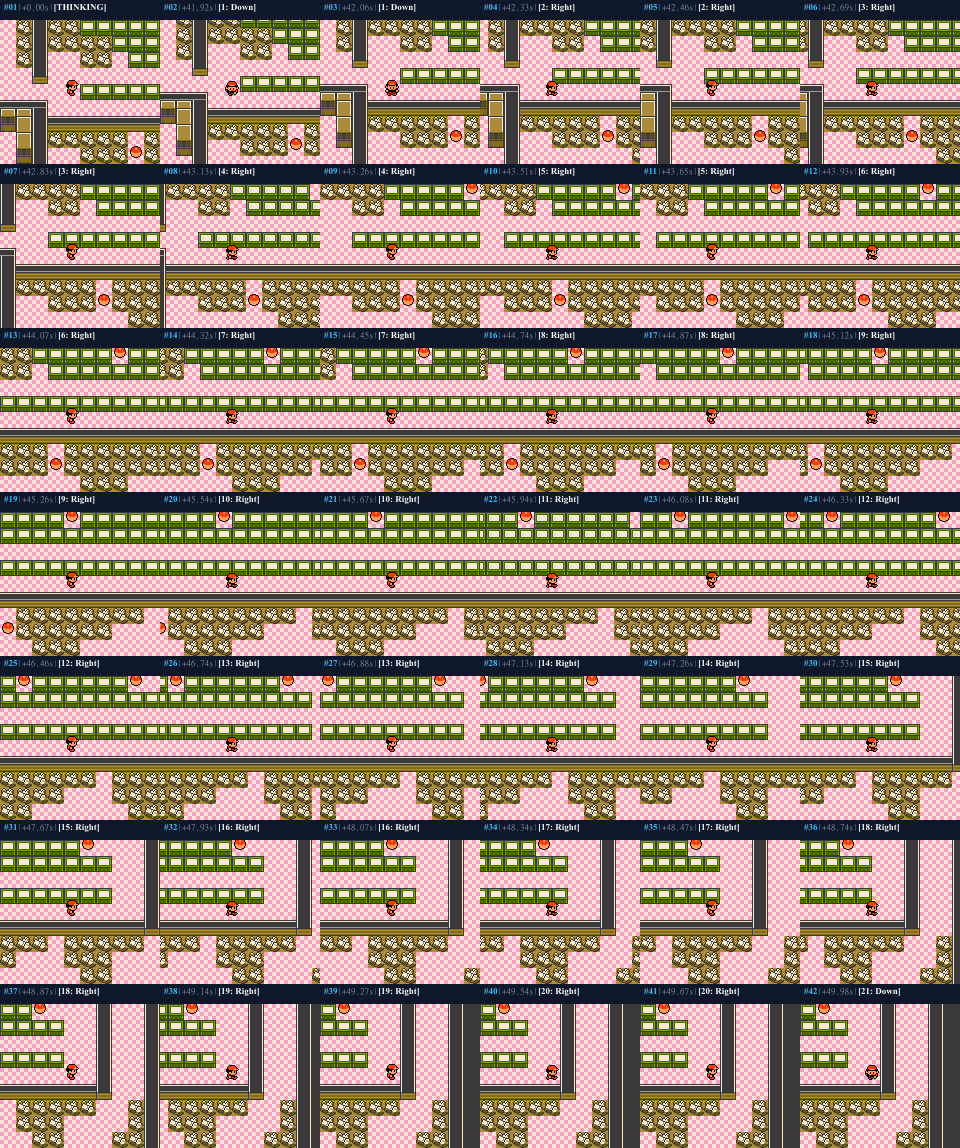 #01|+0.00s|[THINKING]
#02|+41.92s|[1: Down]
#03|+42.06s|[1: Down]
#04|+42.33s|[2: Right]
#05|+42.46s|[2: Right]
#06|+42.69s|[3: Right]
#07|+42.83s|[3: Right]
#08|+43.13s|[4: Right]
#09|+43.26s|[4: Right]
#10|+43.51s|[5: Right]
#11|+43.65s|[5: Right]
#12|+43.93s|[6: Right]
#13|+44.07s|[6: Right]
#14|+44.32s|[7: Right]
#15|+44.45s|[7: Right]
#16|+44.74s|[8: Right]
#17|+44.87s|[8: Right]
#18|+45.12s|[9: Right]
#19|+45.26s|[9: Right]
#20|+45.54s|[10: Right]
#21|+45.67s|[10: Right]
#22|+45.94s|[11: Right]
#23|+46.08s|[11: Right]
#24|+46.33s|[12: Right]
#25|+46.46s|[12: Right]
#26|+46.74s|[13: Right]
#27|+46.88s|[13: Right]
#28|+47.13s|[14: Right]
#29|+47.26s|[14: Right]
#30|+47.53s|[15: Right]
#31|+47.67s|[15: Right]
#32|+47.93s|[16: Right]
#33|+48.07s|[16: Right]
#34|+48.34s|[17: Right]
#35|+48.47s|[17: Right]
#36|+48.74s|[18: Right]
#37|+48.87s|[18: Right]
#38|+49.14s|[19: Right]
#39|+49.27s|[19: Right]
#40|+49.54s|[20: Right]
#41|+49.67s|[20: Right]
#42|+49.98s|[21: Down]